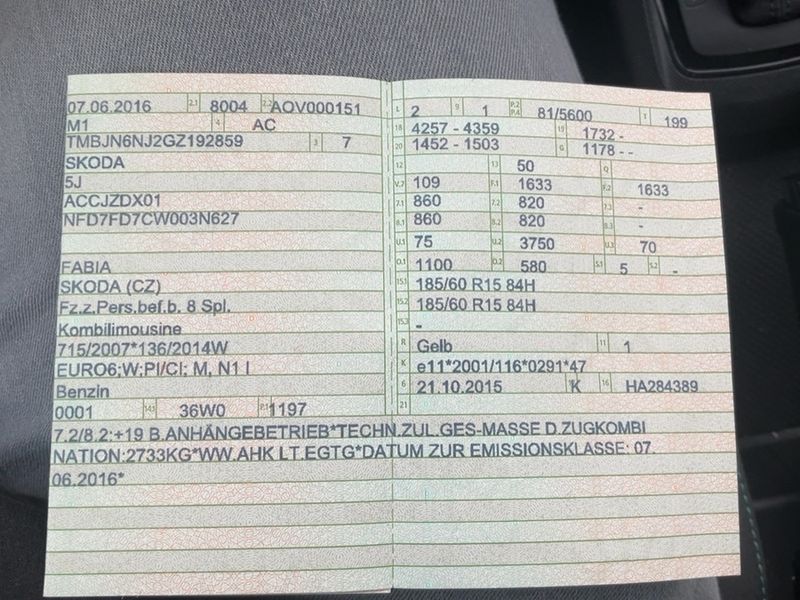 07.06.2016 2.1 8004 2.2 AOV000151
M1 4 AC
TMBJN6NJ2GZ192859 3 7
SKODA
5J
ACCJZDX01
NFD7FD7CW003N627
FABIA
SKODA (CZ)
Fz.z.Pers.bef.b. 8 Spl.
Kombilimousine
715/2007*136/2014W
EURO6;W;PI/CI; M, N1 I
Benzin
0001 14.1 36W0 P.1 1197
L 2 9 1 P.2 P.4 81/5600 T 199
18 4257 - 4359 19 1732 -
20 1452 - 1503 G 1178 - -
12 13 50 Q
V.7 109 F.1 1633 F.2 1633
7.1 860 7.2 820 7.3 -
8.1 860 8.2 820 8.3 -
U.1 75 U.2 3750 U.3 70
O.1 1100 O.2 580 S.1 5 S.2 -
15.1 185/60 R15 84H
15.2 185/60 R15 84H
15.3 -
R Gelb 11 1
K e11*2001/116*0291*47
6 21.10.2015 K 16 HA284389
21
7.2/8.2:+19 B.ANHÄNGEBETRIEB*TECHN.ZUL.GES-MASSE D.ZUGKOMBI
NATION:2733KG*WW.AHK LT.EGTG*DATUM ZUR EMISSIONSKLASSE: 07.
06.2016*